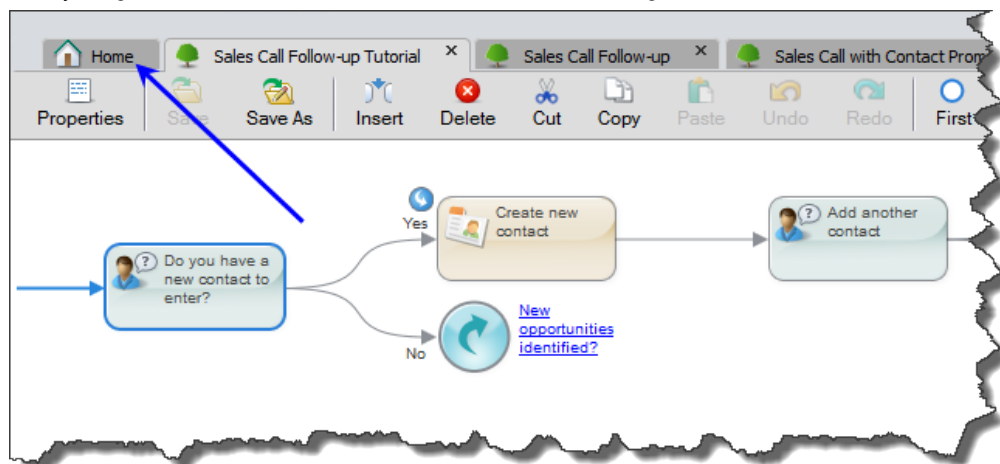 Home
Sales Call Follow-up Tutorial
Sales Call Follow-up
Sales Call with Contact
Properties
Save
Save As
Insert
Delete
Cut
Copy
Paste
Undo
Redo
First
Yes
Create new
contact
Add another
contact
Do you have a
new contact to
enter?
No
New
opportunities
identified?